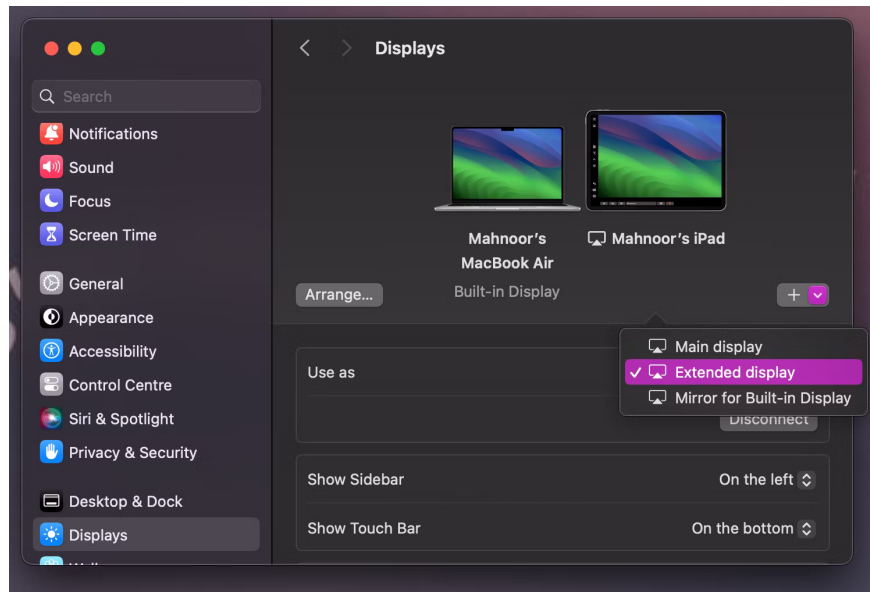 Displays
Search
Notifications
Sound
Focus
Screen Time
General
Appearance
Accessibility
Control Centre
Siri & Spotlight
Privacy & Security
Desktop & Dock
Displays
Mahnoor's
MacBook Air
Built-in Display
Mahnoor's iPad
Arrange...
+
Use as
Main display
✓ Extended display
Mirror for Built-in Display
Disconnect
Show Sidebar
On the left
Show Touch Bar
On the bottom